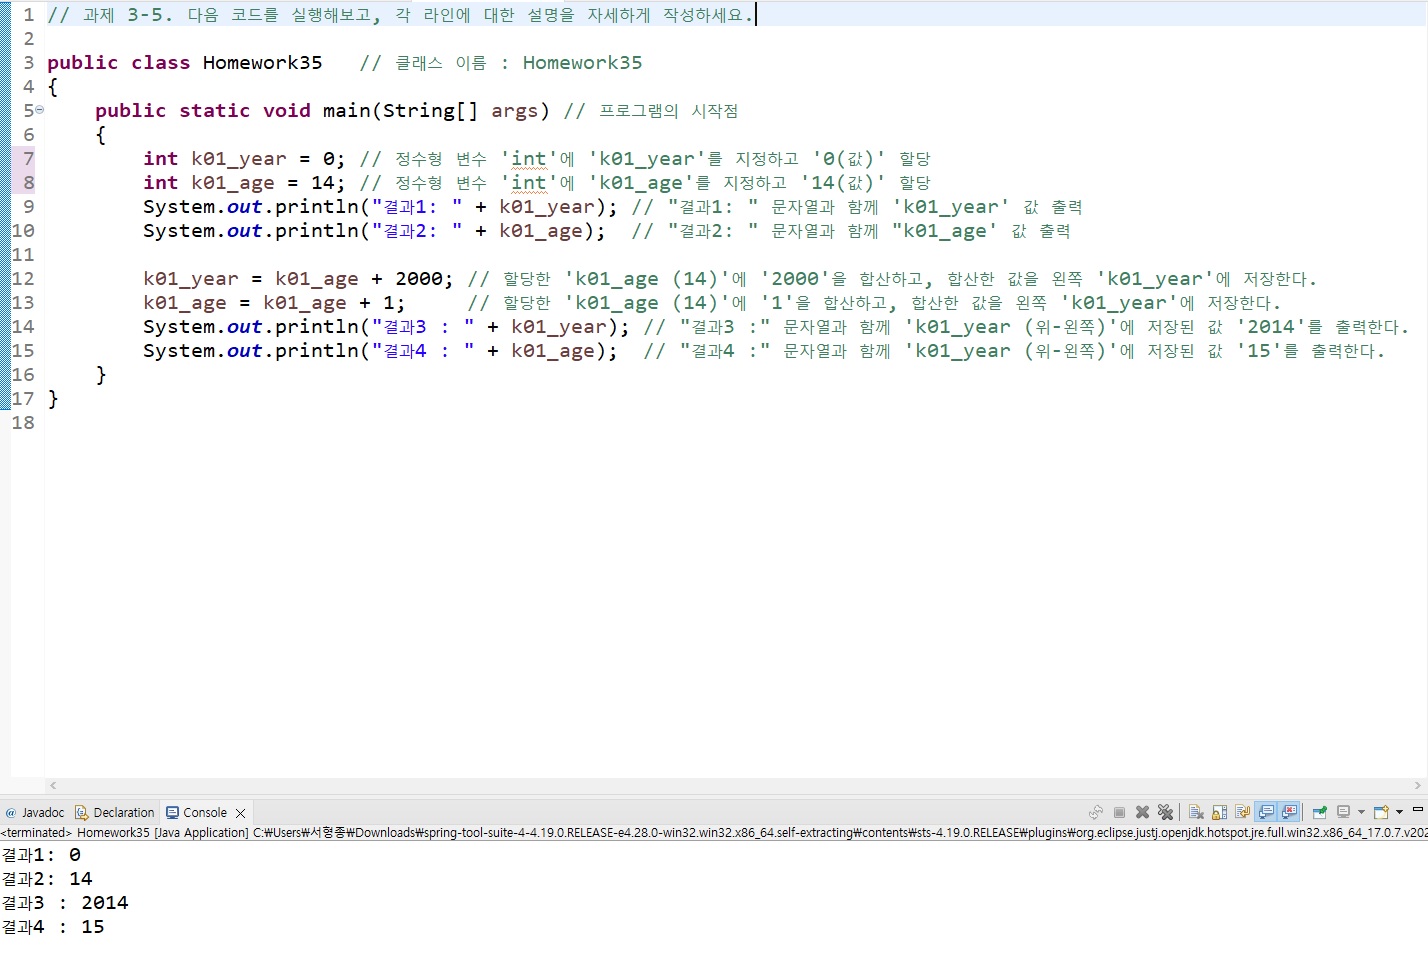 1 // 과제 3-5. 다음 코드를 실행해보고, 각 라인에 대한 설명을 자세하게 작성하세요.
2
3 public class Homework35   // 클래스 이름 : Homework35
4 {
5     public static void main(String[] args) // 프로그램의 시작점
6     {
7         int k01_year = 0; // 정수형 변수 'int'에 'k01_year'를 지정하고 '0(값)' 할당
8         int k01_age = 14; // 정수형 변수 'int'에 'k01_age'를 지정하고 '14(값)' 할당
9         System.out.println("결과1: " + k01_year); // "결과1: " 문자열과 함께 'k01_year' 값 출력
10         System.out.println("결과2: " + k01_age);  // "결과2: " 문자열과 함께 "k01_age' 값 출력
11
12         k01_year = k01_age + 2000; // 할당한 'k01_age (14)'에 '2000'을 합산하고, 합산한 값을 왼쪽 'k01_year'에 저장한다.
13         k01_age = k01_age + 1;     // 할당한 'k01_age (14)'에 '1'을 합산하고, 합산한 값을 왼쪽 'k01_year'에 저장한다.
14         System.out.println("결과3 : " + k01_year); // "결과3 :" 문자열과 함께 'k01_year (위-왼쪽)'에 저장된 값 '2014'를 출력한다.
15         System.out.println("결과4 : " + k01_age);  // "결과4 :" 문자열과 함께 'k01_year (위-왼쪽)'에 저장된 값 '15'를 출력한다.
16     }
17 }
18
@ Javadoc Declaration Console
<terminated> Homework35 [Java Application] C:₩Users₩서형종₩Downloads₩spring-tool-suite-4-4.19.0.RELEASE-e4.28.0-win32.win32.x86_64.self-extracting₩contents₩sts-4.19.0.RELEASE₩plugins₩org.eclipse.justj.openjdk.hotspot.jre.full.win32.x86_64_17.0.7.v202
결과1: 0
결과2: 14
결과3 : 2014
결과4 : 15